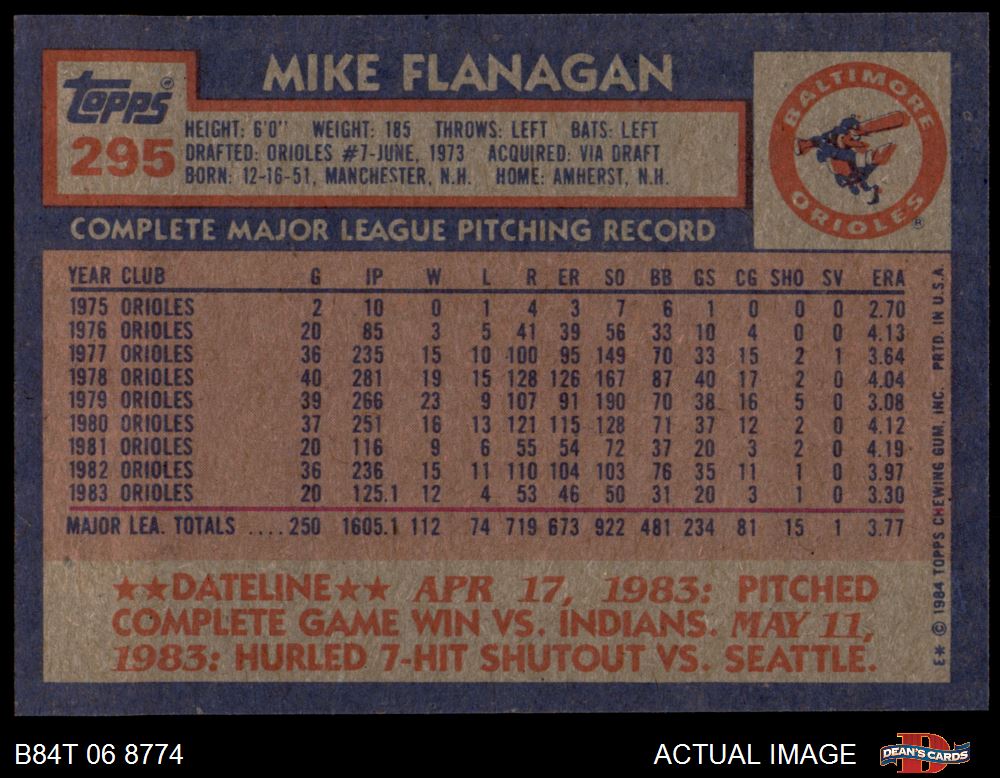 MIKE FLANAGAN
topps®
295
HEIGHT: 6'0" WEIGHT: 185 THROWS: LEFT BATS: LEFT
DRAFTED: ORIOLES #7-JUNE, 1973 ACQUIRED: VIA DRAFT
BORN: 12-16-51, MANCHESTER, N.H. HOME: AMHERST, N.H.
BALTIMORE
ORIOLES
®
COMPLETE MAJOR LEAGUE PITCHING RECORD
YEAR CLUB G IP W L R ER SO BB GS CG SHO SV ERA
1975 ORIOLES 2 10 0 1 4 3 7 6 1 0 0 0 2.70
1976 ORIOLES 20 85 3 5 41 39 56 33 10 4 0 0 4.13
1977 ORIOLES 36 235 15 10 100 95 149 70 33 15 2 1 3.64
1978 ORIOLES 40 281 19 15 128 126 167 87 40 17 2 0 4.04
1979 ORIOLES 39 266 23 9 107 91 190 70 38 16 5 0 3.08
1980 ORIOLES 37 251 16 13 121 115 128 71 37 12 2 0 4.12
1981 ORIOLES 20 116 9 6 55 54 72 37 20 3 2 0 4.19
1982 ORIOLES 36 236 15 11 110 104 103 76 35 11 1 0 3.97
1983 ORIOLES 20 125.1 12 4 53 46 50 31 20 3 1 0 3.30
MAJOR LEA. TOTALS ....250 1605.1 112 74 719 673 922 481 234 81 15 1 3.77
★★DATELINE★★ APR 17, 1983: PITCHED
COMPLETE GAME WIN VS. INDIANS. MAY 11,
1983: HURLED 7-HIT SHUTOUT VS. SEATTLE.
E* © 1984 TOPPS CHEWING GUM, INC. PRTD. IN U.S.A.
B84T 06 8774
ACTUAL IMAGE
D
DEAN'S CARDS